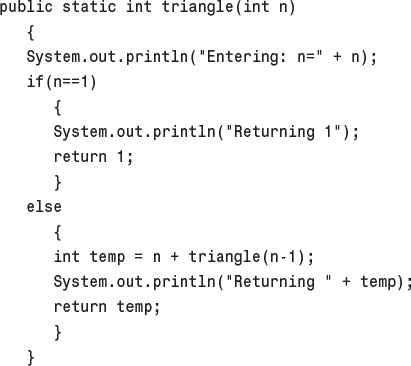 public static int triangle(int n)
{
System.out.println("Entering: n=" + n);
if(n==1)
{
System.out.println("Returning 1");
return 1;
}
else
{
int temp = n + triangle(n-1);
System.out.println("Returning " + temp);
return temp;
}
}